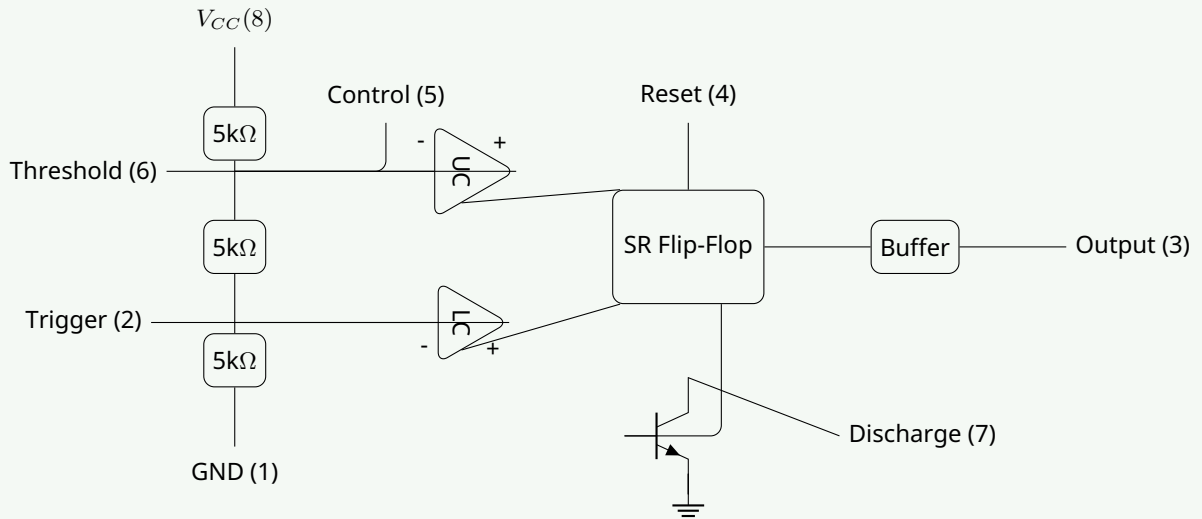 V_CC(8)
Control (5)
Reset (4)
5kΩ
- +
Threshold (6)
UC
5kΩ
SR Flip-Flop
Buffer
Output (3)
Trigger (2)
LC
- +
5kΩ
Discharge (7)
GND (1)